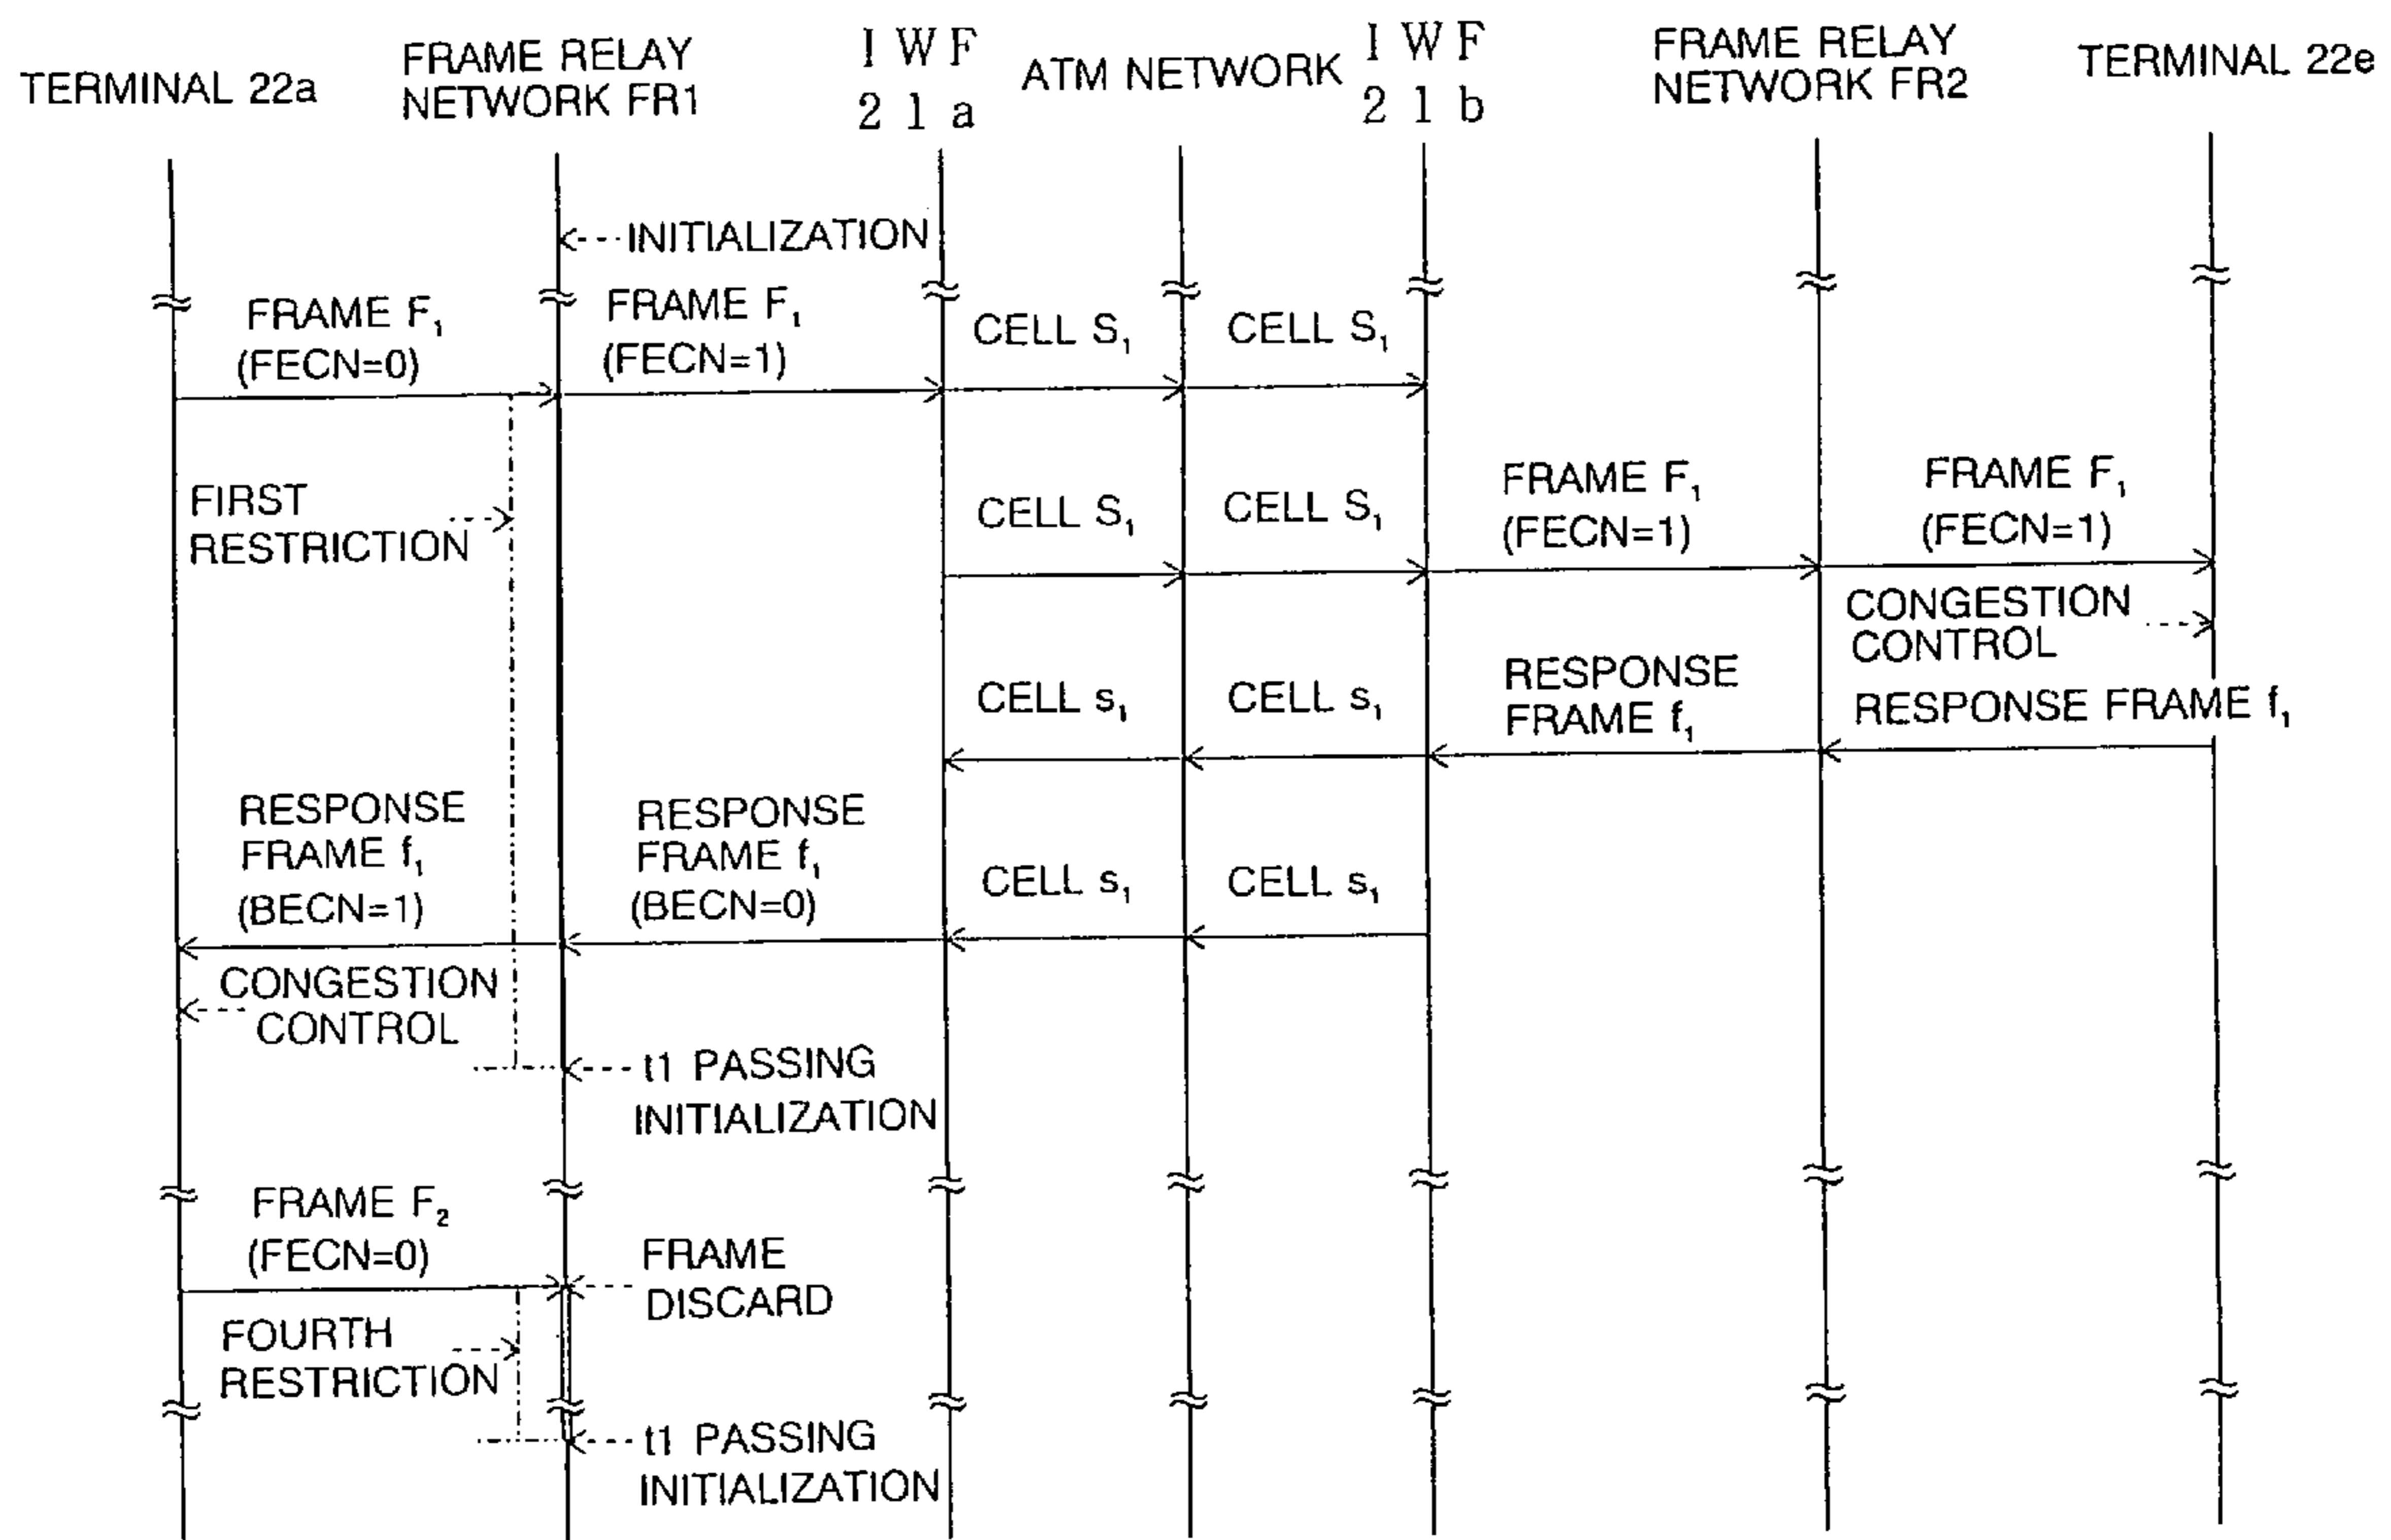 TERMINAL 22a
FRAME RELAY
NETWORK FR1
I W F
2 1 a
ATM NETWORK
I W F
2 1 b
FRAME RELAY
NETWORK FR2
TERMINAL 22e
INITIALIZATION
FRAME F₁
(FECN=0)
FRAME F₁
(FECN=1)
CELL S₁
CELL S₁
FIRST
RESTRICTION
CELL S₁
CELL S₁
FRAME F₁
(FECN=1)
FRAME F₁
(FECN=1)
CONGESTION
CONTROL
CELL s₁
CELL s₁
RESPONSE
FRAME f₁
RESPONSE FRAME f₁
RESPONSE
FRAME f₁
(BECN=1)
RESPONSE
FRAME f₁
(BECN=0)
CELL s₁
CELL s₁
CONGESTION
CONTROL
t1 PASSING
INITIALIZATION
FRAME F₂
(FECN=0)
FRAME
DISCARD
FOURTH
RESTRICTION
t1 PASSING
INITIALIZATION